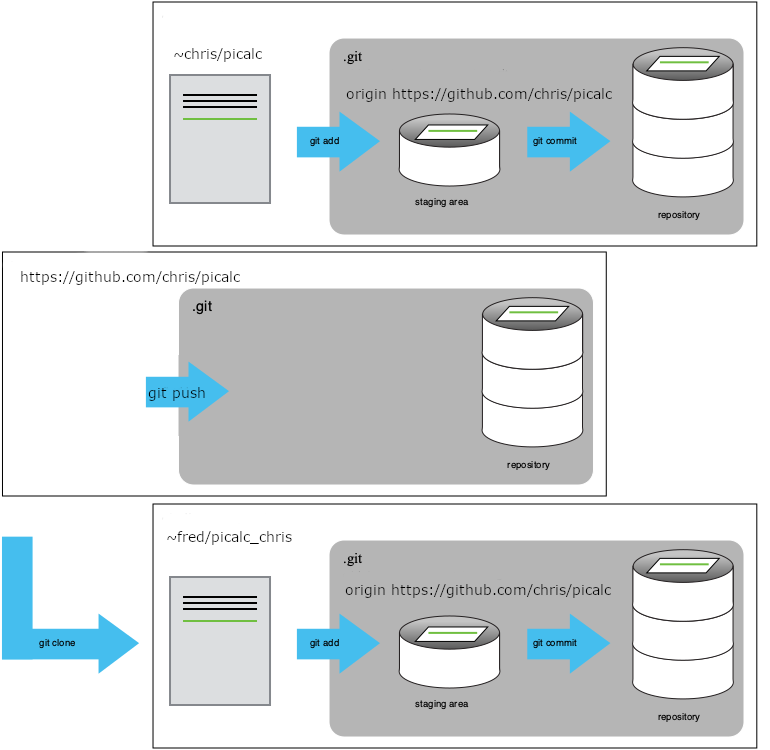 ~chris/picalc
.git
origin https://github.com/chris/picalc
git add
git commit
staging area
repository
https://github.com/chris/picalc
.git
git push
repository
~fred/picalc_chris
.git
origin https://github.com/chris/picalc
git clone
git add
git commit
staging area
repository